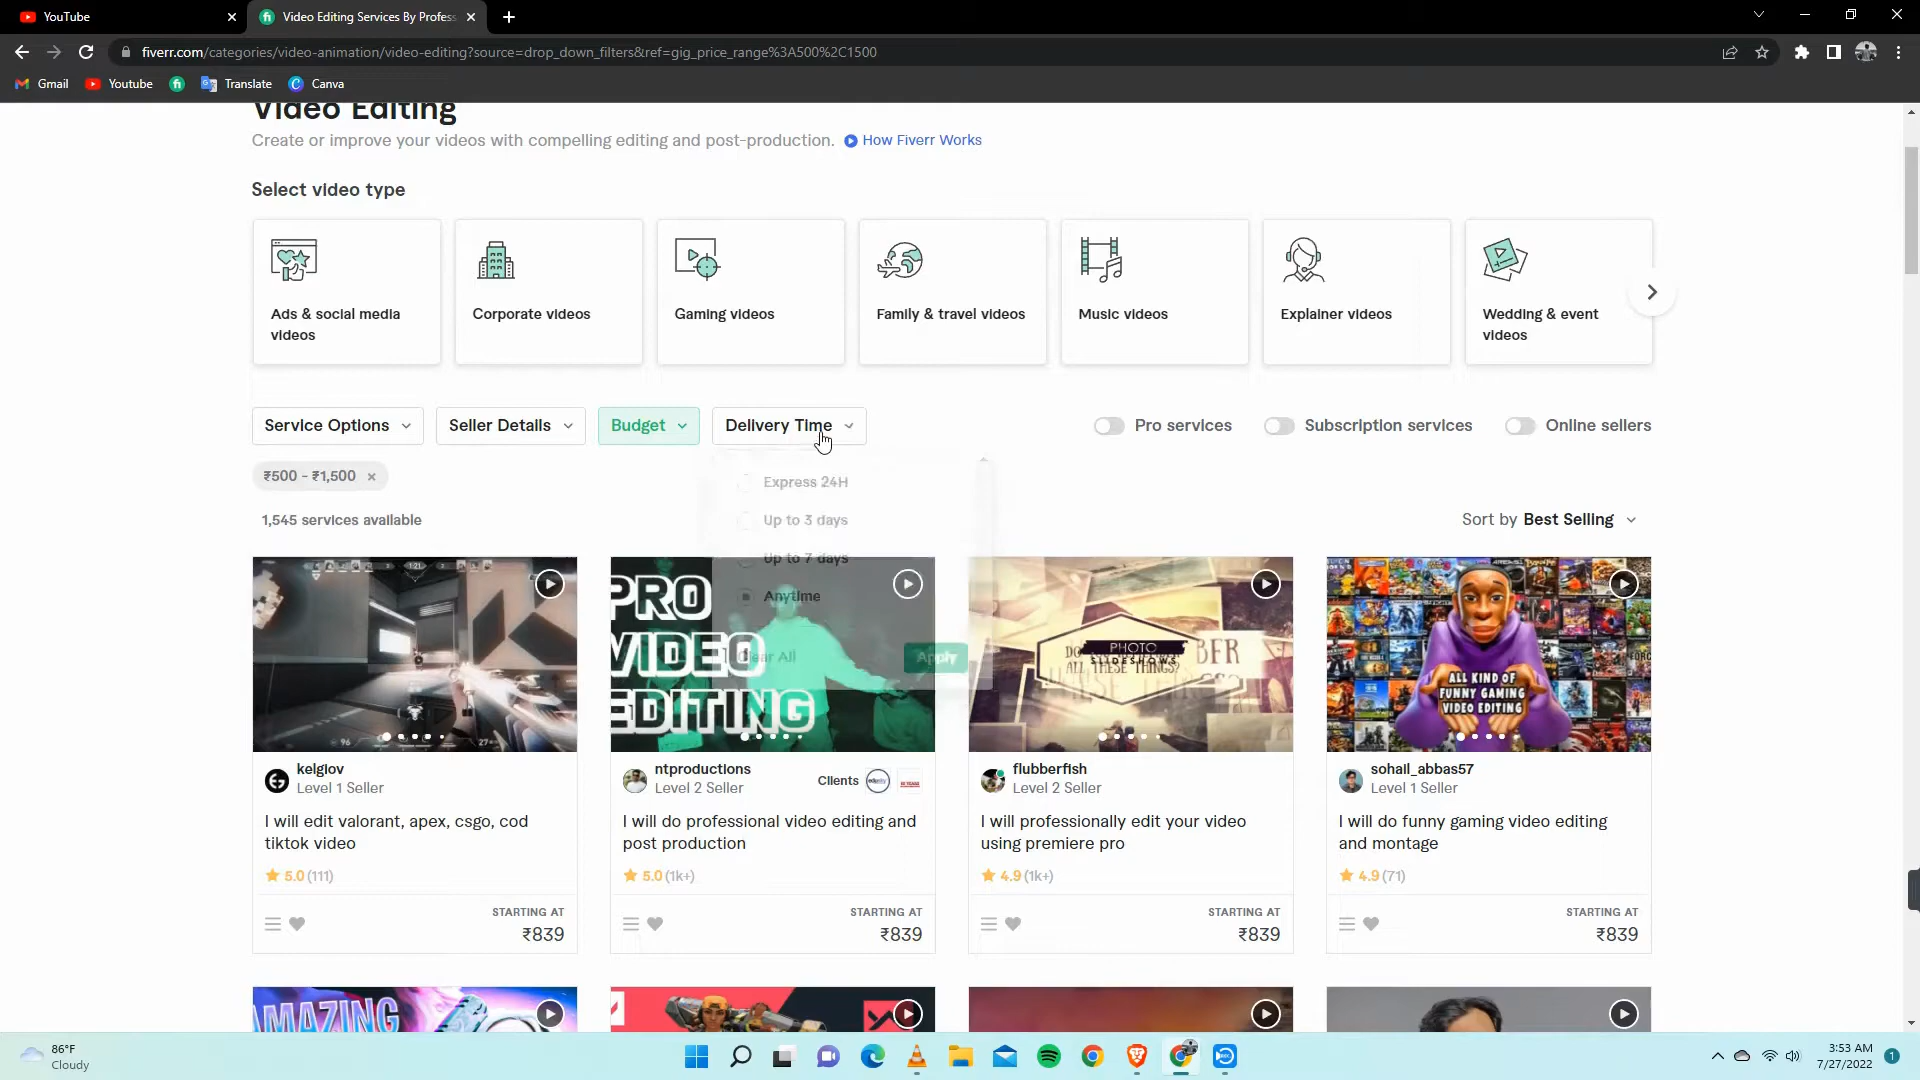 YouTube
Video Editing Services By Profess
fiverr.com/categories/video-animation/video-editing?source=drop_down_filters&ref=gig_price_range%3A500%2C1500
Gmail
Youtube
Translate
Canva
Video Editing
Create or improve your videos with compelling editing and post-production.
How Fiverr Works
Select video type
Ads & social media
videos
Corporate videos
Gaming videos
Family & travel videos
Music videos
Explainer videos
Wedding & event
videos
Service Options
Seller Details
Budget
Delivery Time
Pro services
Subscription services
Online sellers
₹500 - ₹1,500
Express 24H
Up to 3 days
Up to 7 days
Anytime
Clear All
Apply
1,545 services available
Sort by Best Selling
PRO
VIDEO
EDITING
PHOTO
SLIDESHOWS
ALL THESE THINGS?
ALL KIND OF
FUNNY GAMING
VIDEO EDITING
kelgiov
Level 1 Seller
I will edit valorant, apex, csgo, cod
tiktok video
5.0 (111)
STARTING AT
₹839
ntproductions
Level 2 Seller
Clients
I will do professional video editing and
post production
5.0 (1k+)
STARTING AT
₹839
flubberfish
Level 2 Seller
I will professionally edit your video
using premiere pro
4.9 (1k+)
STARTING AT
₹839
sohail_abbas57
Level 1 Seller
I will do funny gaming video editing
and montage
4.9 (71)
STARTING AT
₹839
AMAZING
86°F
Cloudy
3:53 AM
7/27/2022
1